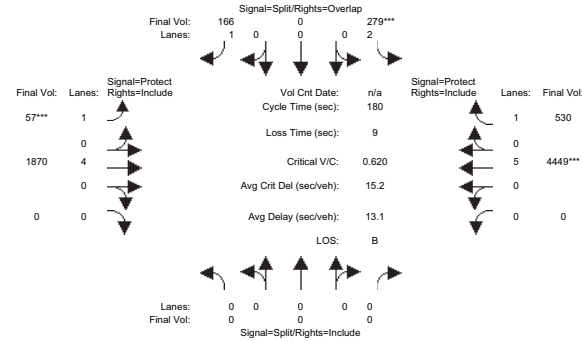 Signal=Split/Rights=Overlap
Final Vol: 166 0 279***
Lanes: 1 0 0 0 2
Signal=Protect Signal=Protect
Final Vol: Lanes: Rights=Include Vol Cnt Date: n/a Rights=Include Lanes: Final Vol:
Cycle Time (sec): 180
57*** 1 1 530
Loss Time (sec): 9
0 0
1870 4 Critical V/C: 0.620 5 4449***
0 Avg Crit Del (sec/veh): 15.2 0
0 0 Avg Delay (sec/veh): 13.1 0 0
LOS: B
Lanes: 0 0 0 0 0
Final Vol: 0 0 0
Signal=Split/Rights=Include